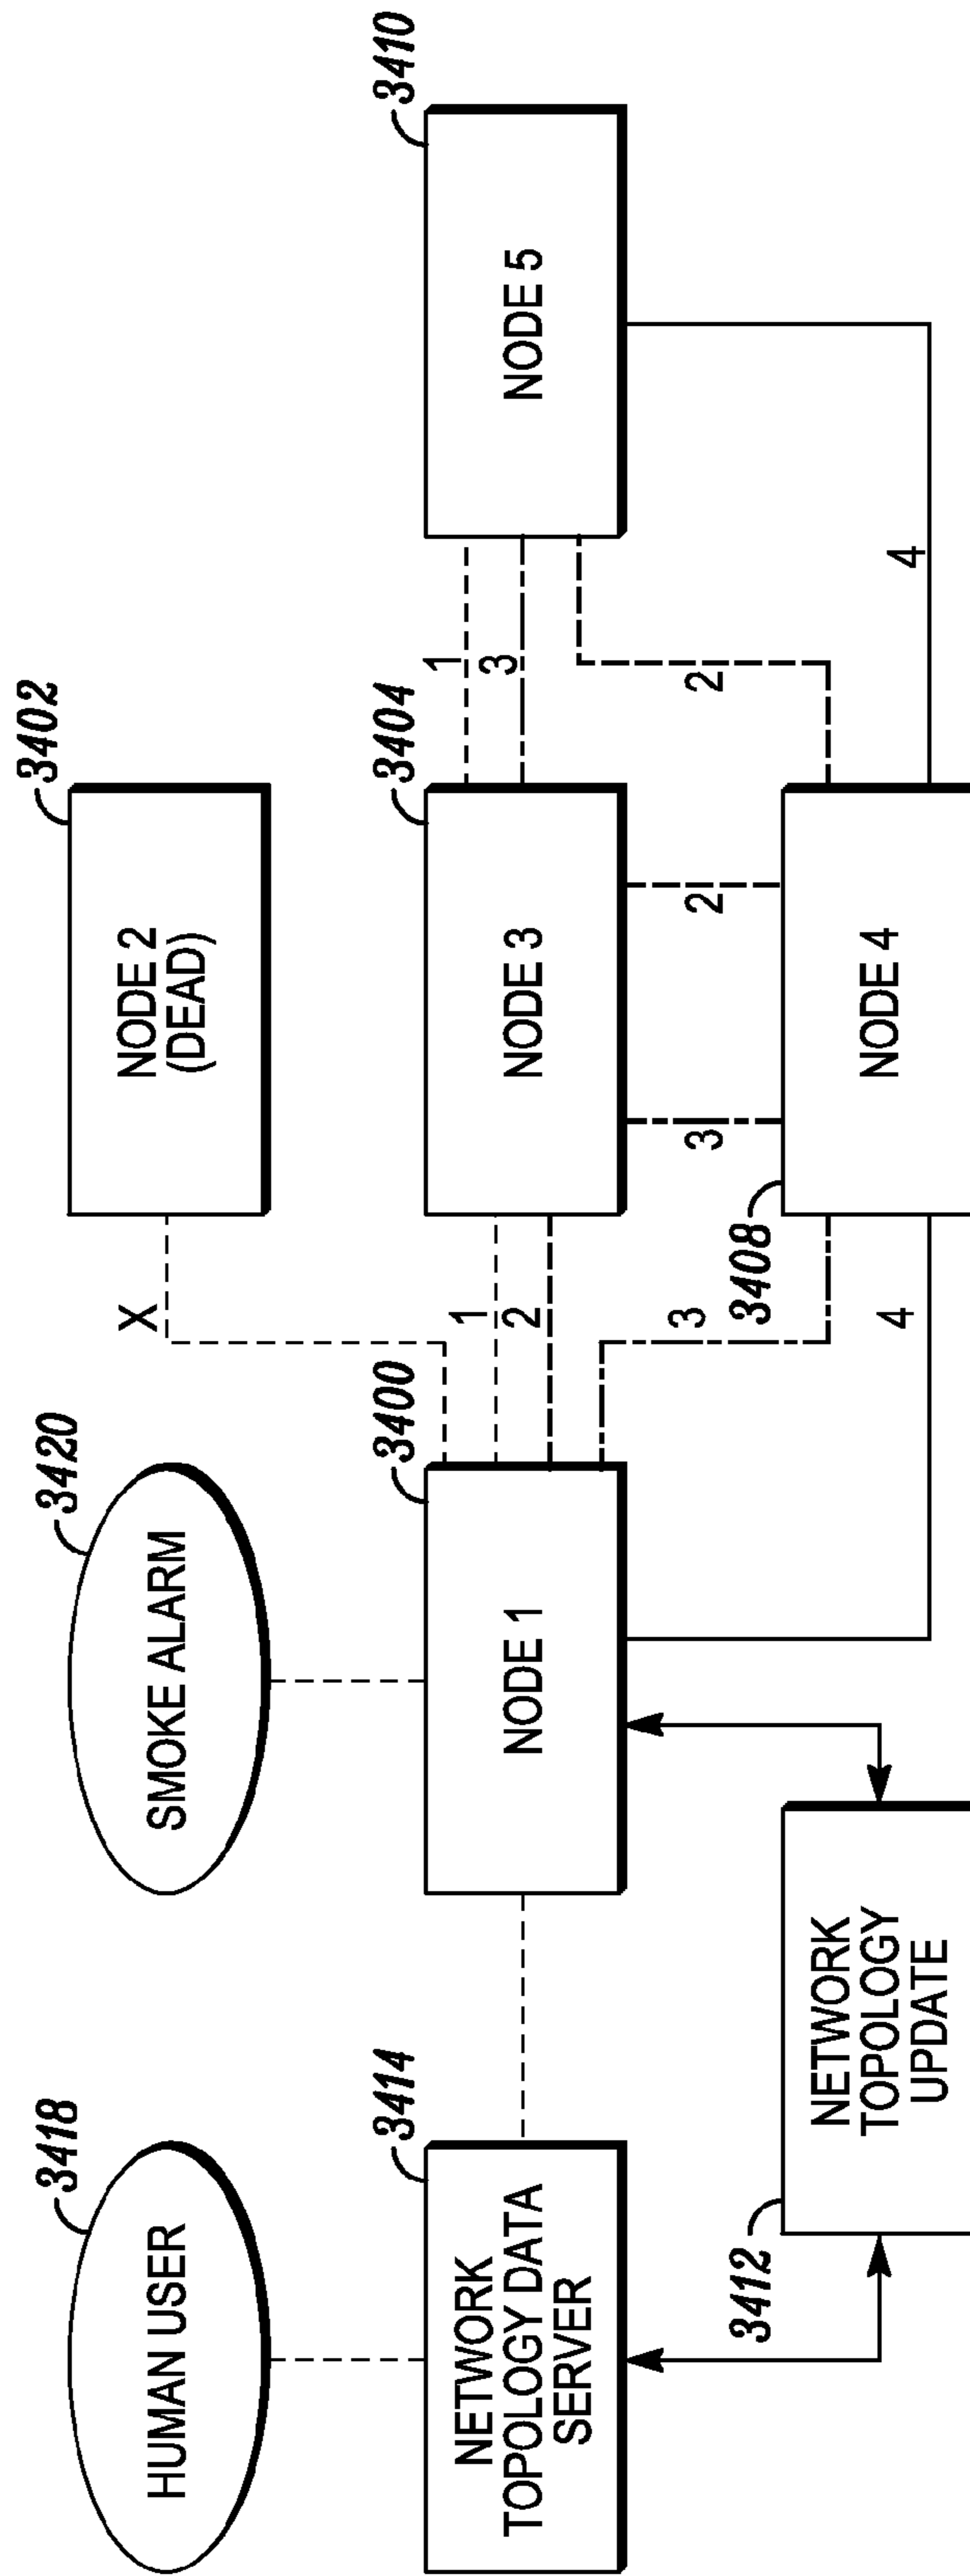 3418
HUMAN USER
3420
SMOKE ALARM
3402
NODE 2
(DEAD)
X
3414
NETWORK
TOPOLOGY DATA
SERVER
3400
NODE 1
1
2
3
3404
NODE 3
1
3
3410
NODE 5
3412
NETWORK
TOPOLOGY
UPDATE
4
3408
NODE 4
3
2
2
4